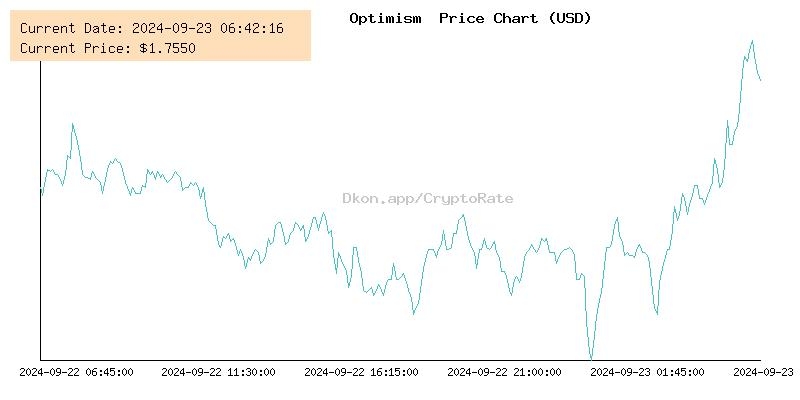 Optimism  Price Chart (USD)
Current Date: 2024-09-23 06:42:16
Current Price: $1.7550
Dkon.app/CryptoRate
2024-09-22 06:45:00 2024-09-22 11:30:00 2024-09-22 16:15:00 2024-09-22 21:00:00 2024-09-23 01:45:00 2024-09-23